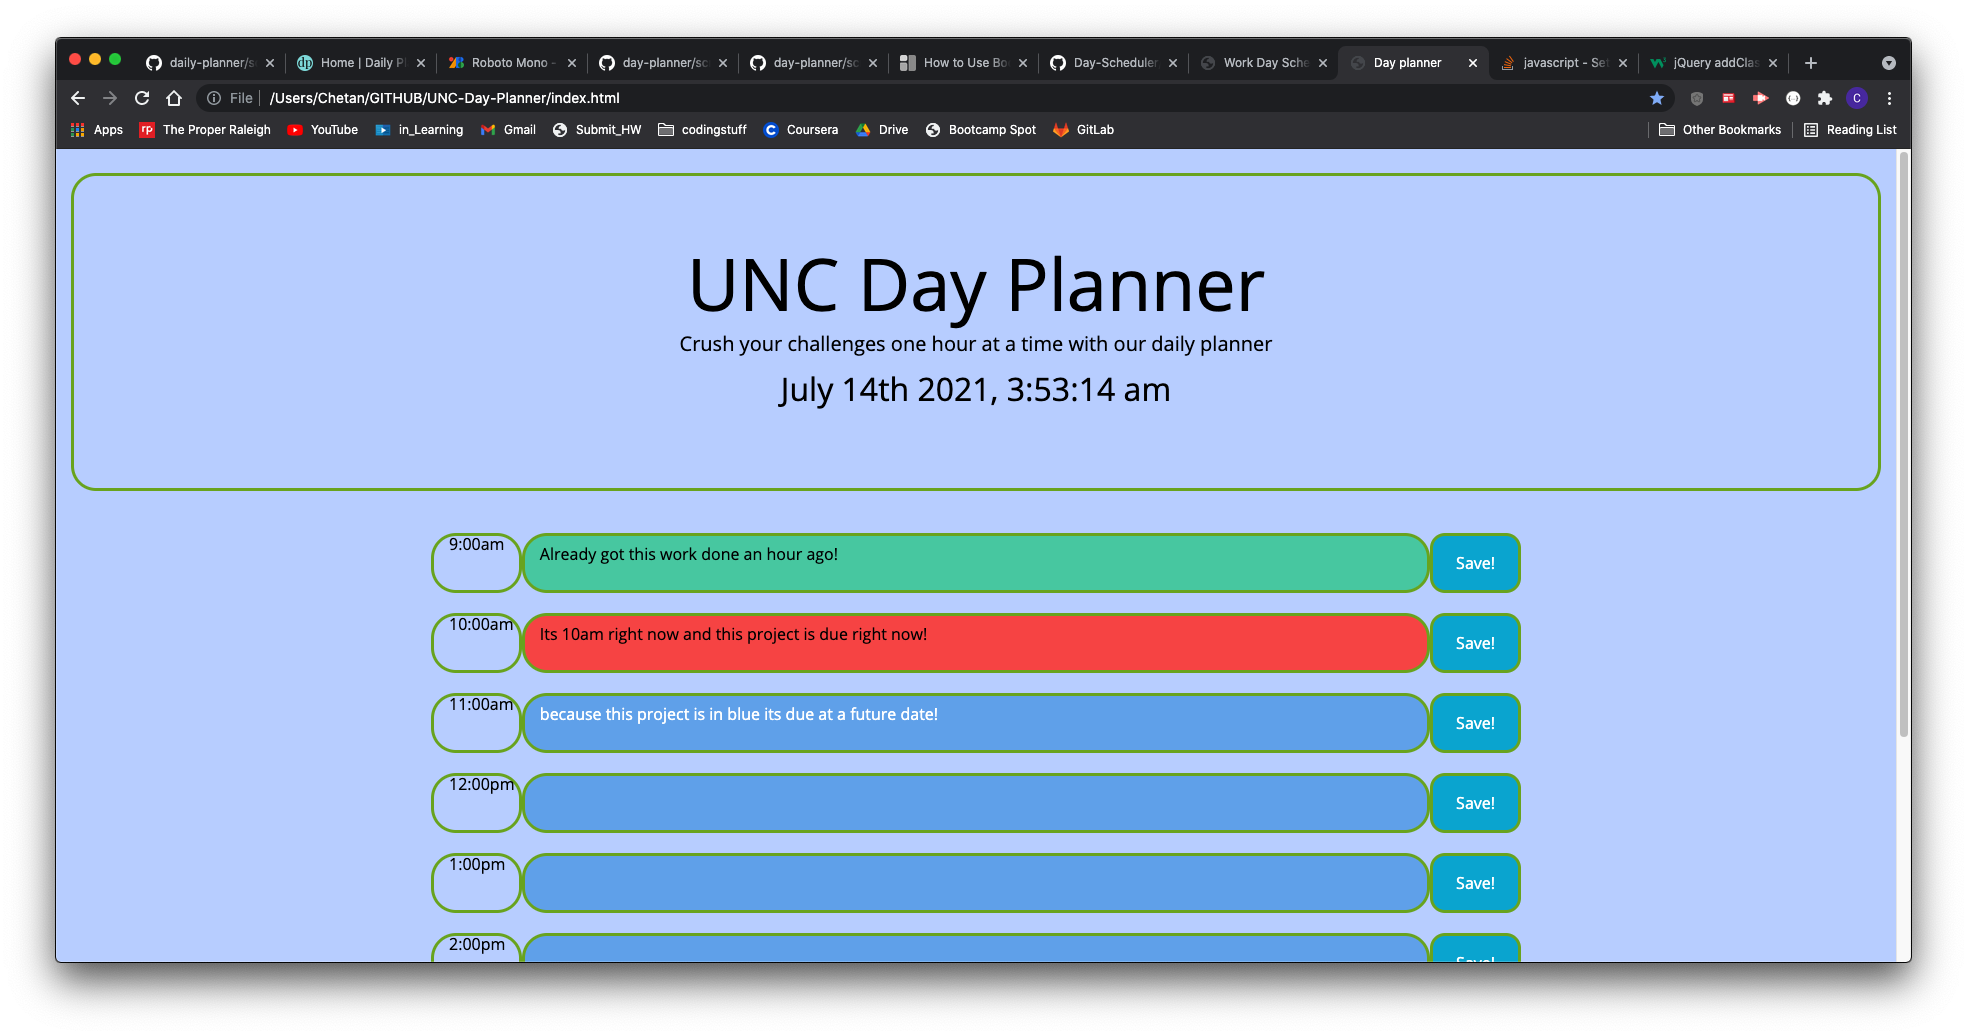 daily-planner/s
Home | Daily Pl
Roboto Mono -
day-planner/sc
day-planner/sc
How to Use Bo
Day-Scheduler
Work Day Sche
Day planner
javascript - Set
jQuery addClas
File
/Users/Chetan/GITHUB/UNC-Day-Planner/index.html
C
Apps
rp
The Proper Raleigh
YouTube
in_Learning
Gmail
Submit_HW
codingstuff
Coursera
Drive
Bootcamp Spot
GitLab
Other Bookmarks
Reading List
UNC Day Planner
Crush your challenges one hour at a time with our daily planner
July 14th 2021, 3:53:14 am
9:00am
Already got this work done an hour ago!
Save!
10:00am
Its 10am right now and this project is due right now!
Save!
11:00am
because this project is in blue its due at a future date!
Save!
12:00pm
Save!
1:00pm
Save!
2:00pm
Save!